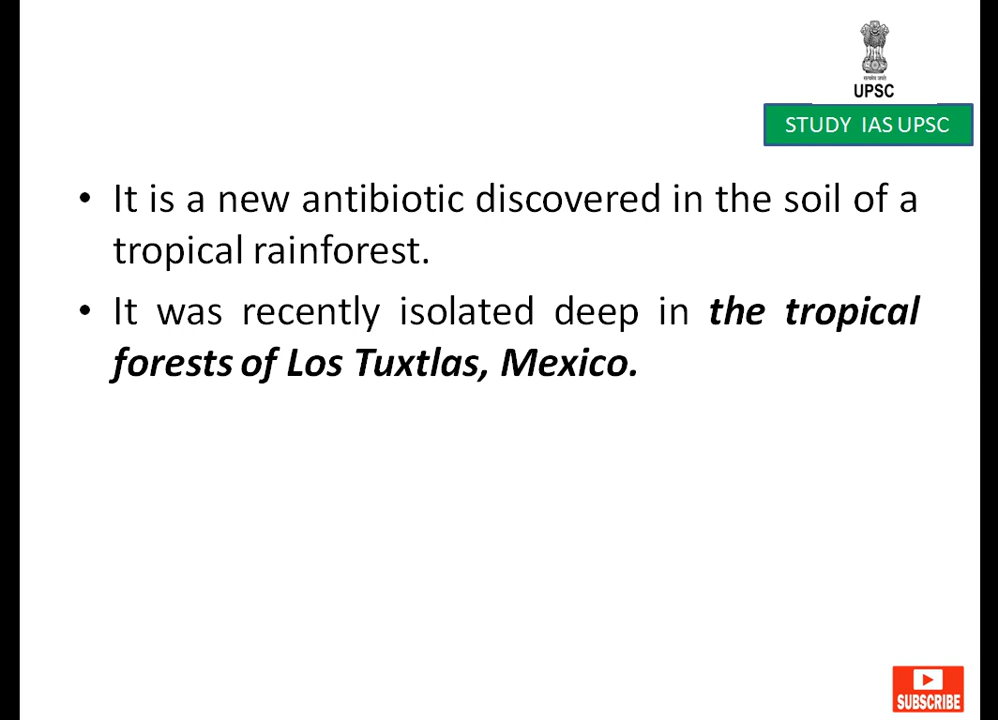 UPSC
STUDY IAS UPSC
• It is a new antibiotic discovered in the soil of a
tropical rainforest.
• It was recently isolated deep in the tropical
forests of Los Tuxtlas, Mexico.
SUBSCRIBE